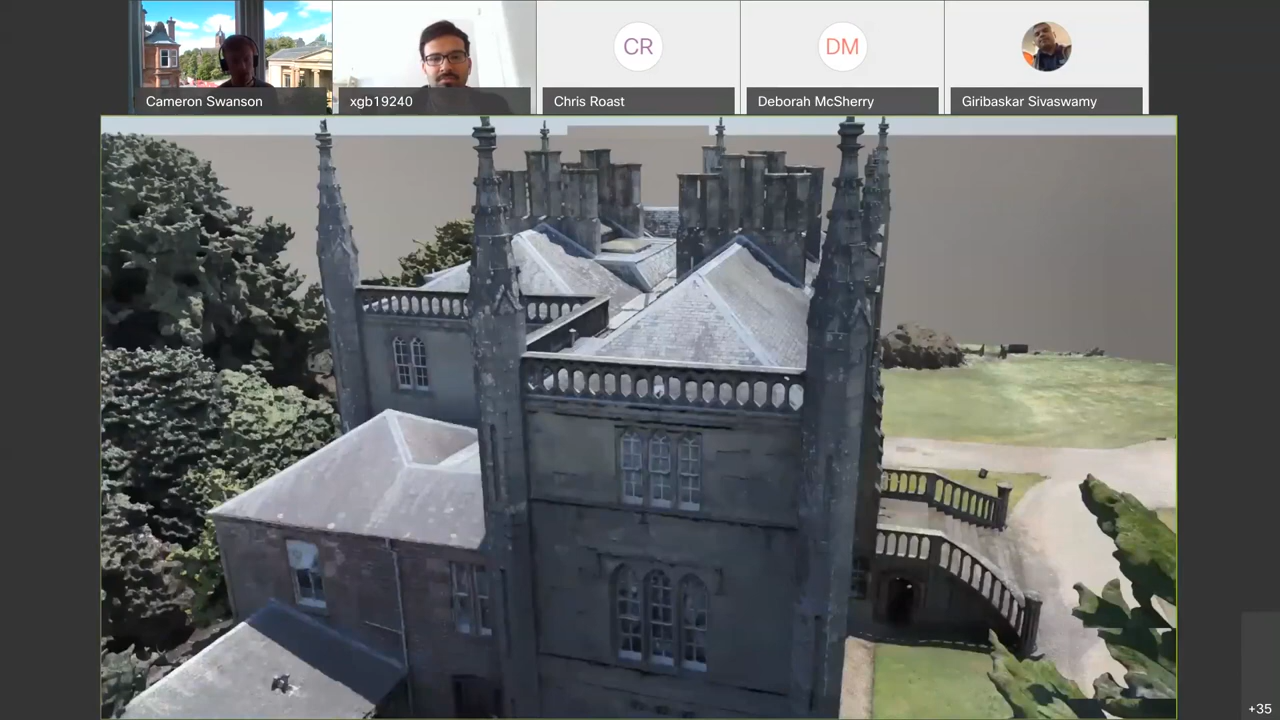 CR
DM
Cameron Swanson
xgb19240
Chris Roast
Deborah McSherry
Giribaskar Sivaswamy
+35